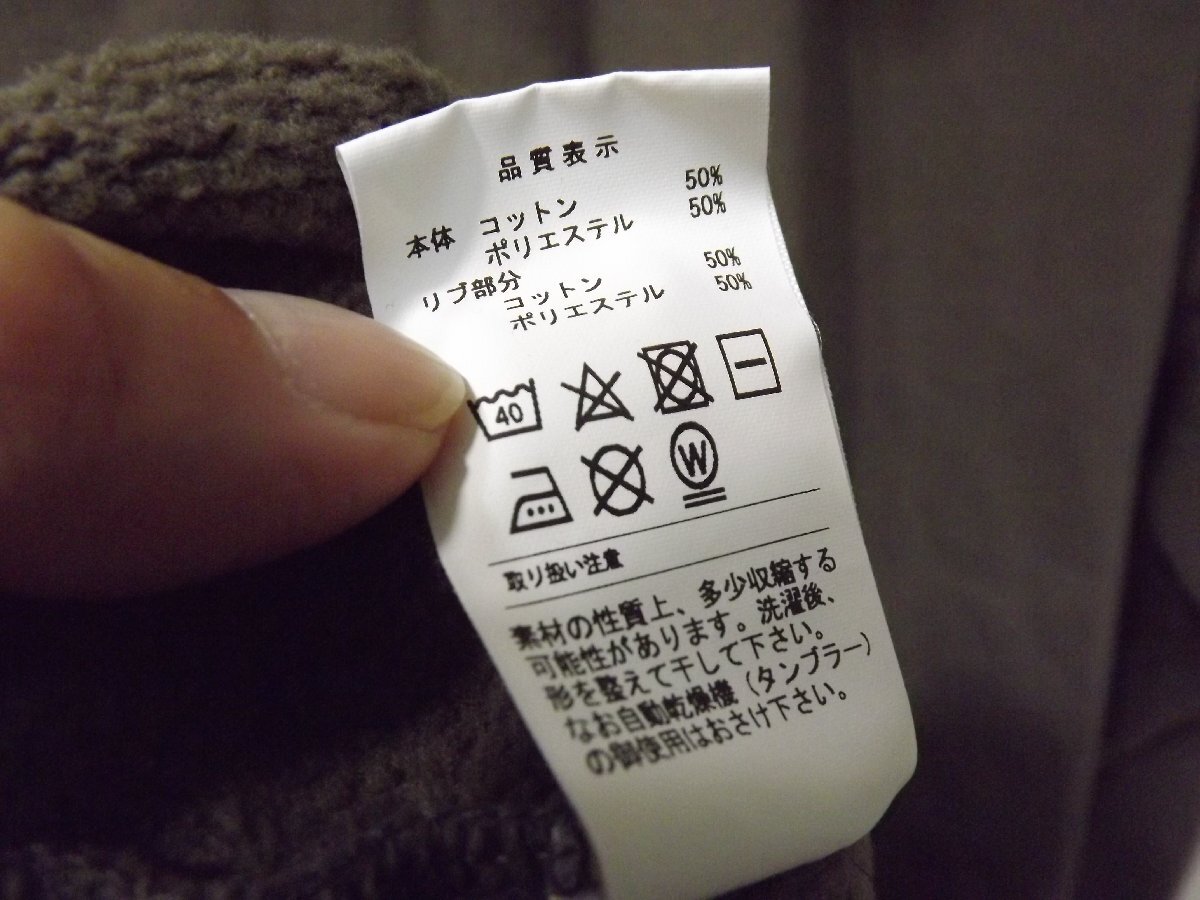 品質表示
本体 コットン 50%
ポリエステル 50%
リブ部分
コットン 50%
ポリエステル 50%
40
W
取り扱い注意
素材の性質上、多少収縮する
可能性があります。洗濯後、
形を整えて干して下さい。
なお自動乾燥機（タンブラー）
の御使用はおさけ下さい。